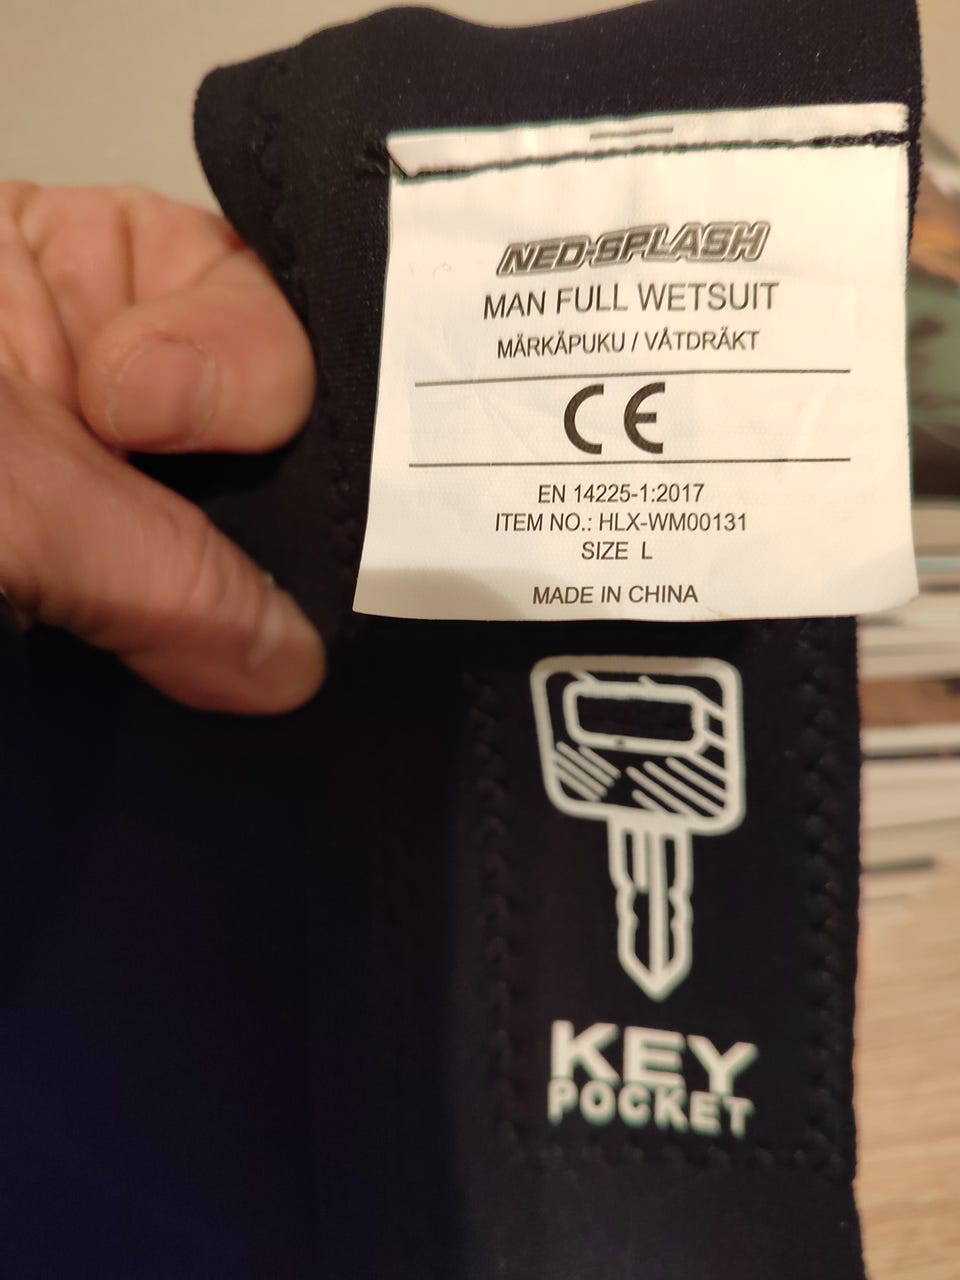 NEO-SPLASH
MAN FULL WETSUIT
MÄRKÄPUKU / VÅTDRÄKT
CE
EN 14225-1:2017
ITEM NO.: HLX-WM00131
SIZE L
MADE IN CHINA
KEY
POCKET